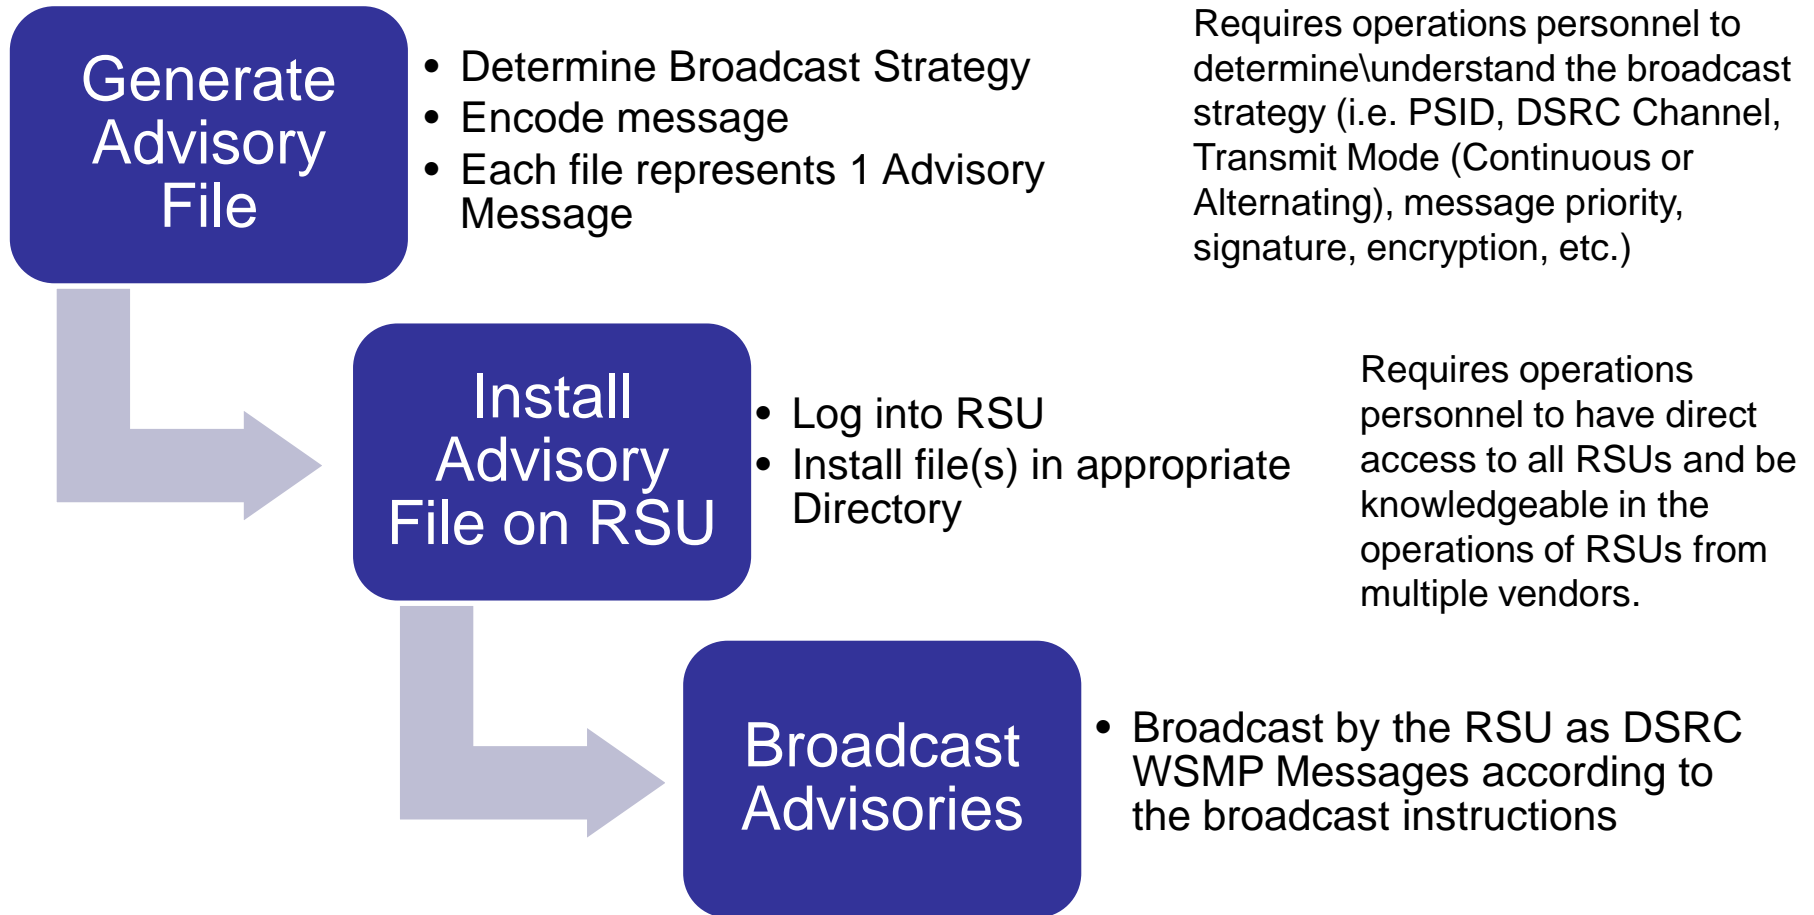 Generate
Advisory
File
• Determine Broadcast Strategy
• Encode message
• Each file represents 1 Advisory
Message
Requires operations personnel to
determine\understand the broadcast
strategy (i.e. PSID, DSRC Channel,
Transmit Mode (Continuous or
Alternating), message priority,
signature, encryption, etc.)
Install
Advisory
File on RSU
• Log into RSU
• Install file(s) in appropriate
Directory
Requires operations
personnel to have direct
access to all RSUs and be
knowledgeable in the
operations of RSUs from
multiple vendors.
Broadcast
Advisories
• Broadcast by the RSU as DSRC
WSMP Messages according to
the broadcast instructions